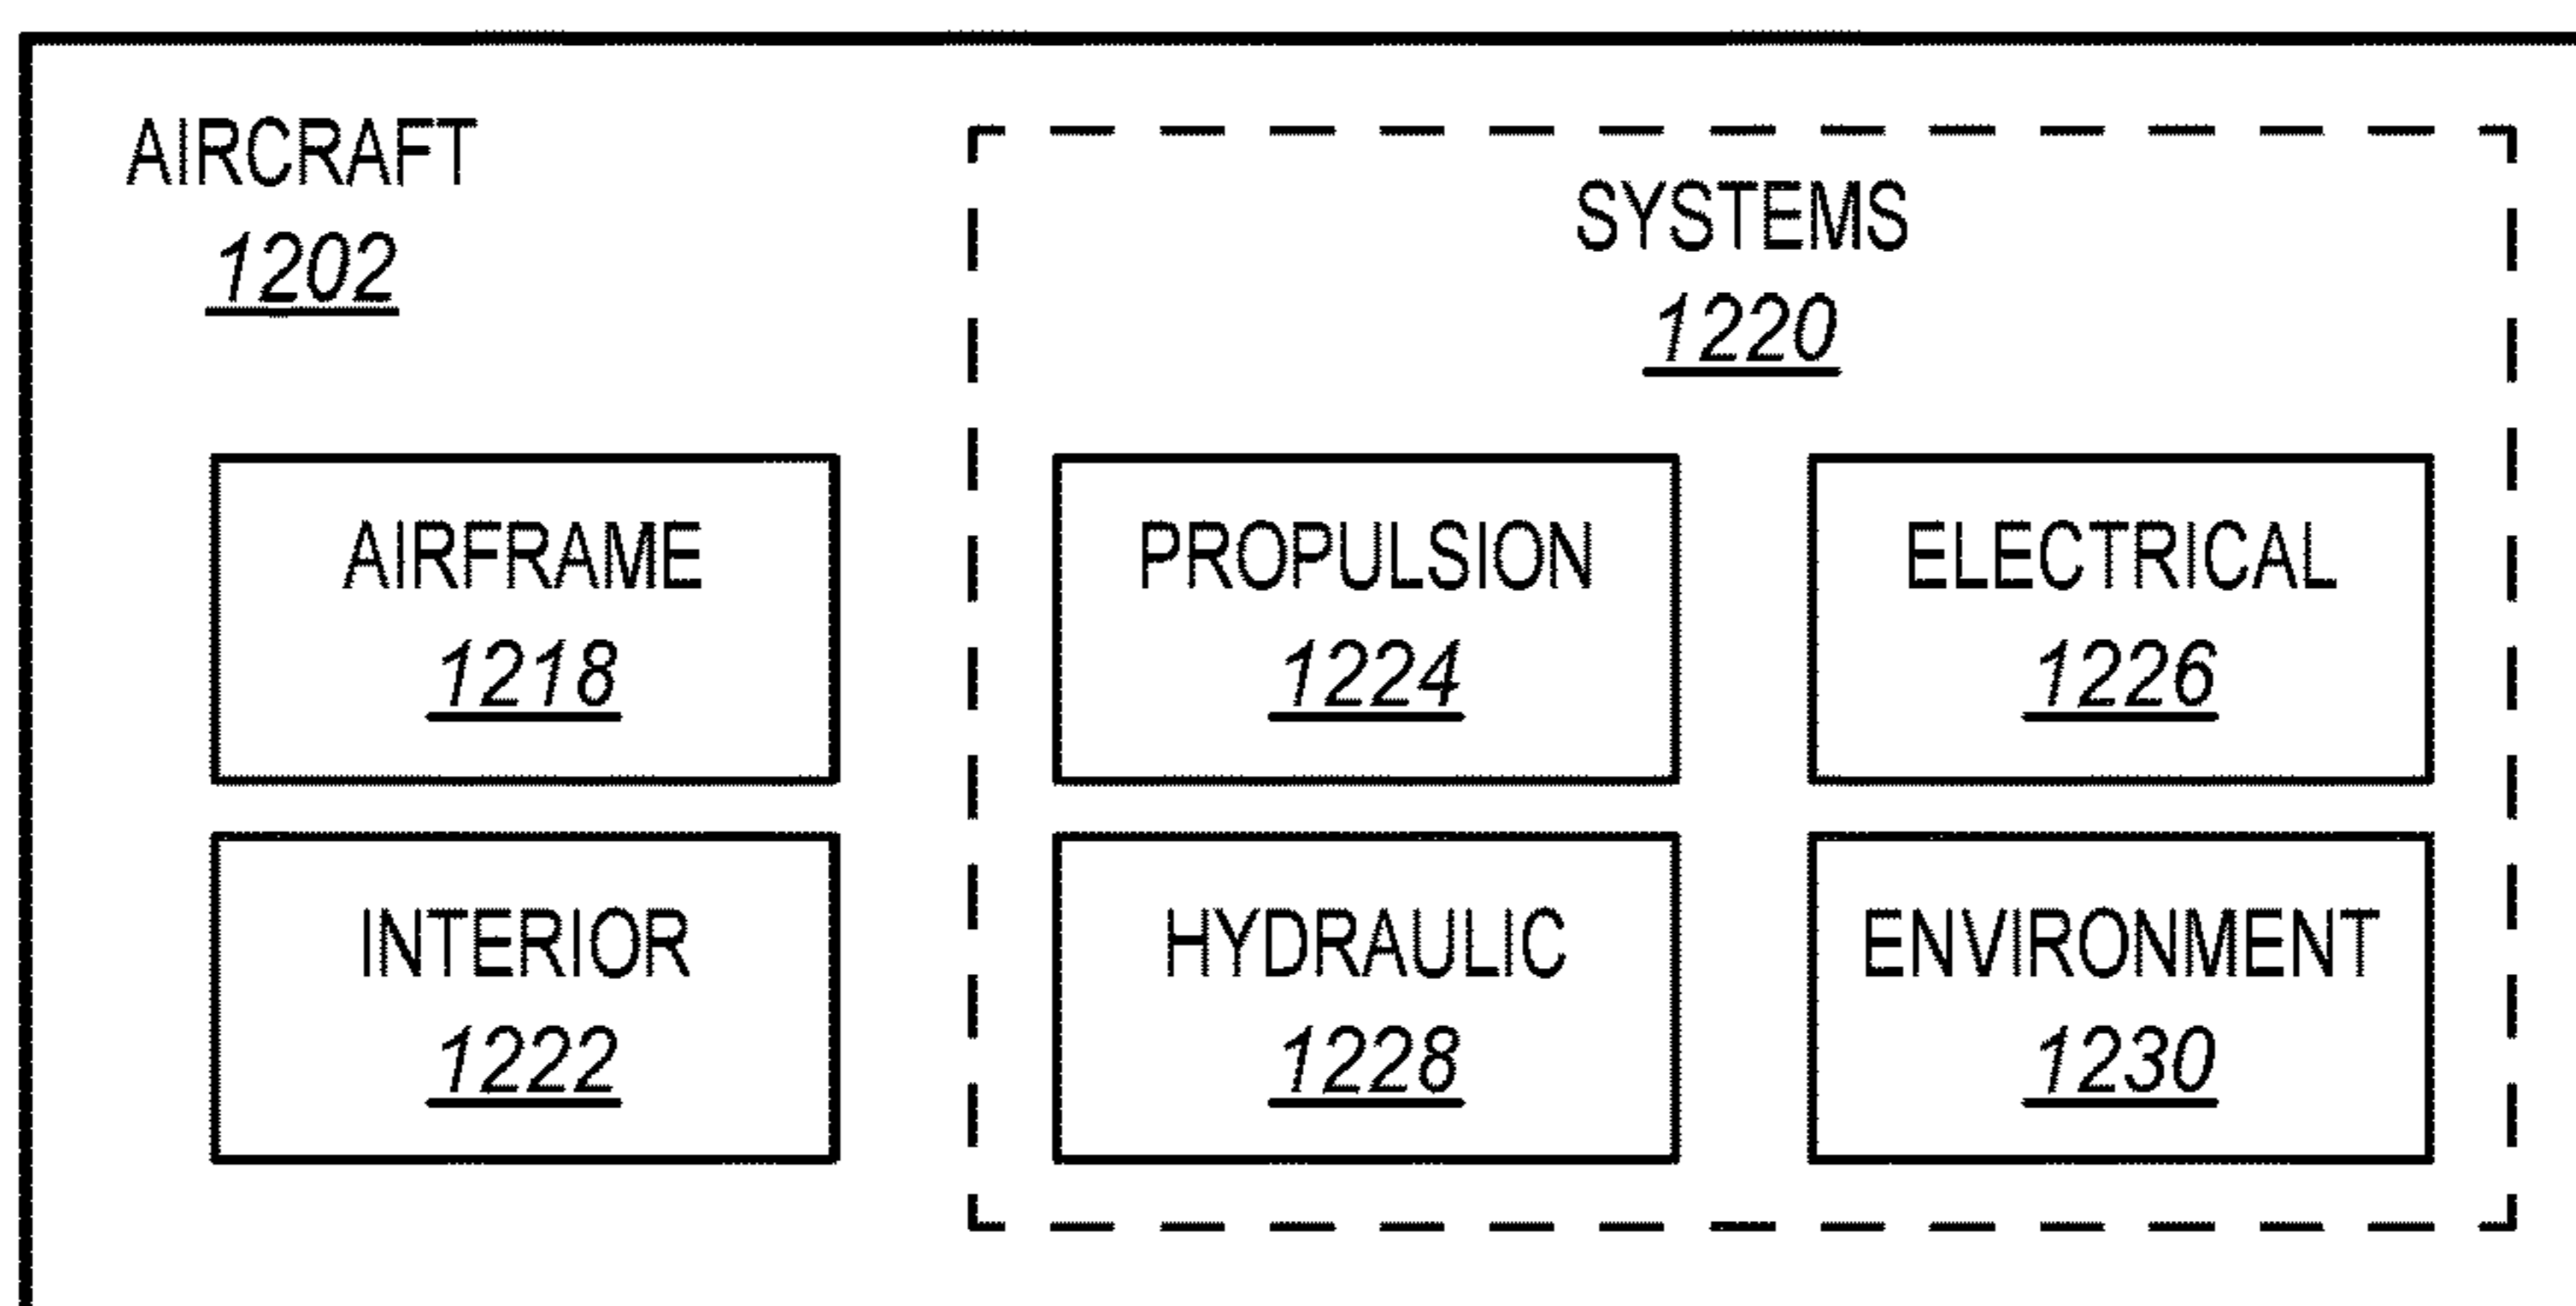 AIRCRAFT
1202
SYSTEMS
1220
AIRFRAME
1218
PROPULSION
1224
ELECTRICAL
1226
INTERIOR
1222
HYDRAULIC
1228
ENVIRONMENT
1230